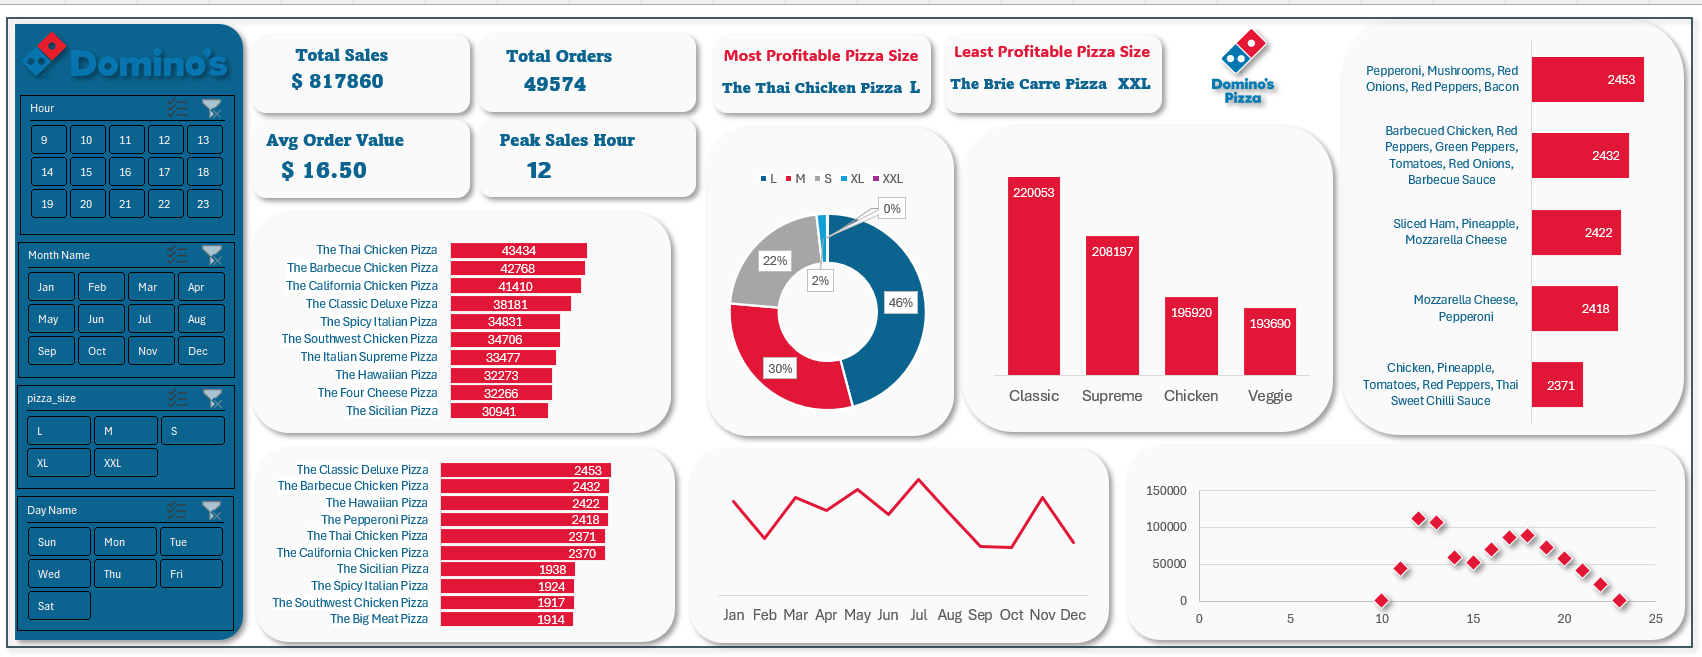 Domino's
Hour
9 10 11 12 13
14 15 16 17 18
19 20 21 22 23
Month Name
Jan Feb Mar Apr
May Jun Jul Aug
Sep Oct Nov Dec
pizza_size
L M S
XL XXL
Day Name
Sun Mon Tue
Wed Thu Fri
Sat
Total Sales
$ 817860
Total Orders
49574
Avg Order Value
$ 16.50
Peak Sales Hour
12
Most Profitable Pizza Size
The Thai Chicken Pizza L
Least Profitable Pizza Size
The Brie Carre Pizza XXL
Domino's
Pizza
The Thai Chicken Pizza 43434
The Barbecue Chicken Pizza 42768
The California Chicken Pizza 41410
The Classic Deluxe Pizza 38181
The Spicy Italian Pizza 34831
The Southwest Chicken Pizza 34706
The Italian Supreme Pizza 33477
The Hawaiian Pizza 32273
The Four Cheese Pizza 32266
The Sicilian Pizza 30941
L M S XL XXL
0%
22%
2%
46%
30%
220053
208197
195920
193690
Classic Supreme Chicken Veggie
Pepperoni, Mushrooms, Red
Onions, Red Peppers, Bacon
2453
Barbecued Chicken, Red
Peppers, Green Peppers,
Tomatoes, Red Onions,
Barbecue Sauce
2432
Sliced Ham, Pineapple,
Mozzarella Cheese
2422
Mozzarella Cheese,
Pepperoni
2418
Chicken, Pineapple,
Tomatoes, Red Peppers, Thai
Sweet Chilli Sauce
2371
The Classic Deluxe Pizza 2453
The Barbecue Chicken Pizza 2432
The Hawaiian Pizza 2422
The Pepperoni Pizza 2418
The Thai Chicken Pizza 2371
The California Chicken Pizza 2370
The Sicilian Pizza 1938
The Spicy Italian Pizza 1924
The Southwest Chicken Pizza 1917
The Big Meat Pizza 1914
Jan Feb Mar Apr May Jun Jul Aug Sep Oct Nov Dec
150000
100000
50000
0
0 5 10 15 20 25